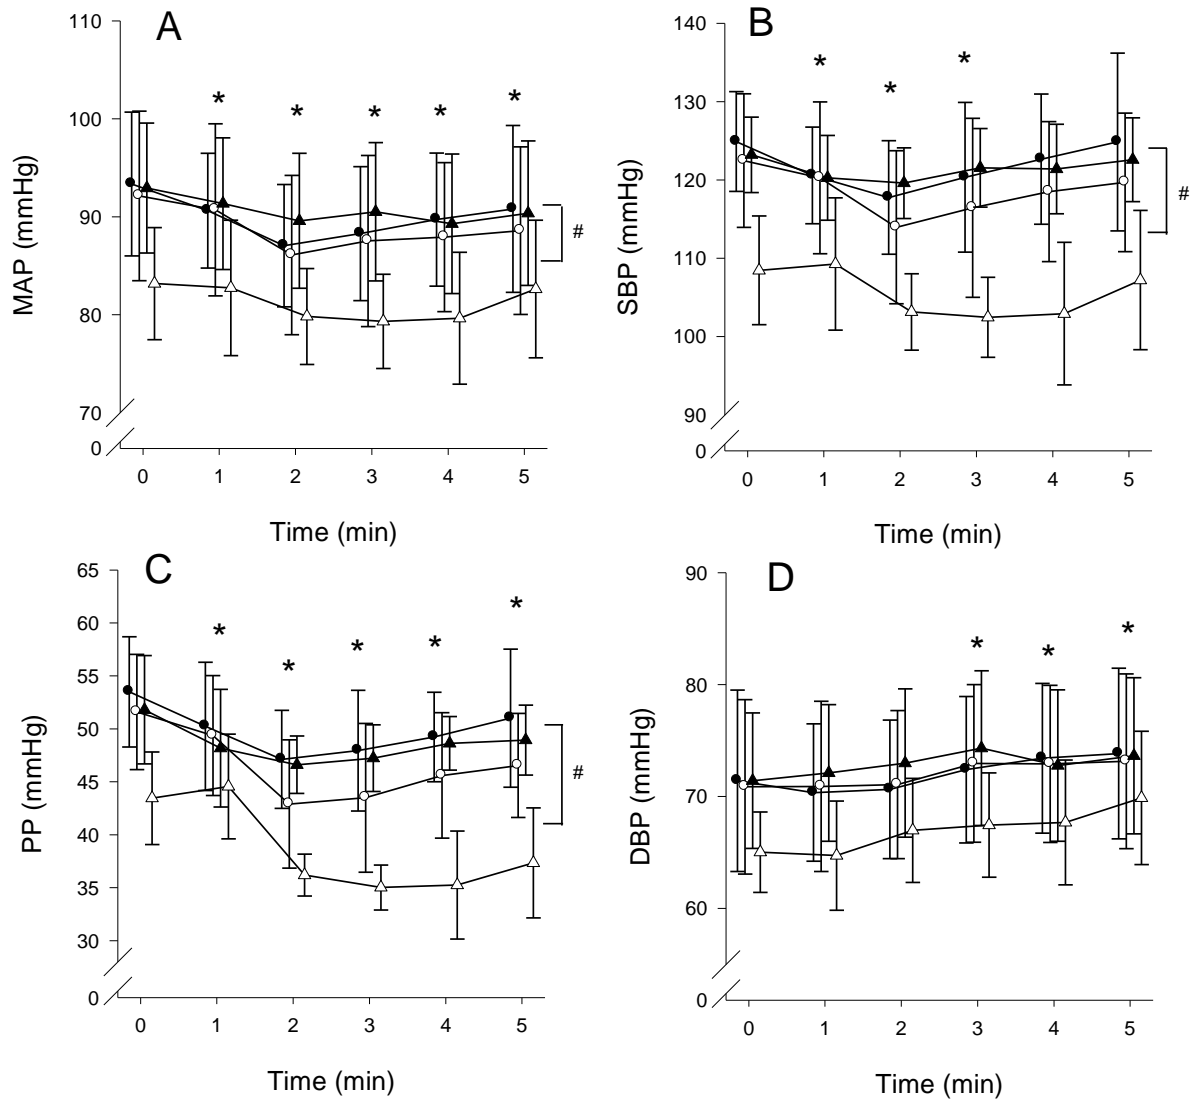 A
MAP (mmHg)
110
100
90
80
70
0
* * * * *
#
0 1 2 3 4 5
Time (min)
B
SBP (mmHg)
140
130
120
110
100
90
0
* * *
#
0 1 2 3 4 5
Time (min)
C
PP (mmHg)
65
60
55
50
45
40
35
30
0
* * * * *
#
0 1 2 3 4 5
Time (min)
D
DBP (mmHg)
90
80
70
60
0
* * *
0 1 2 3 4 5
Time (min)